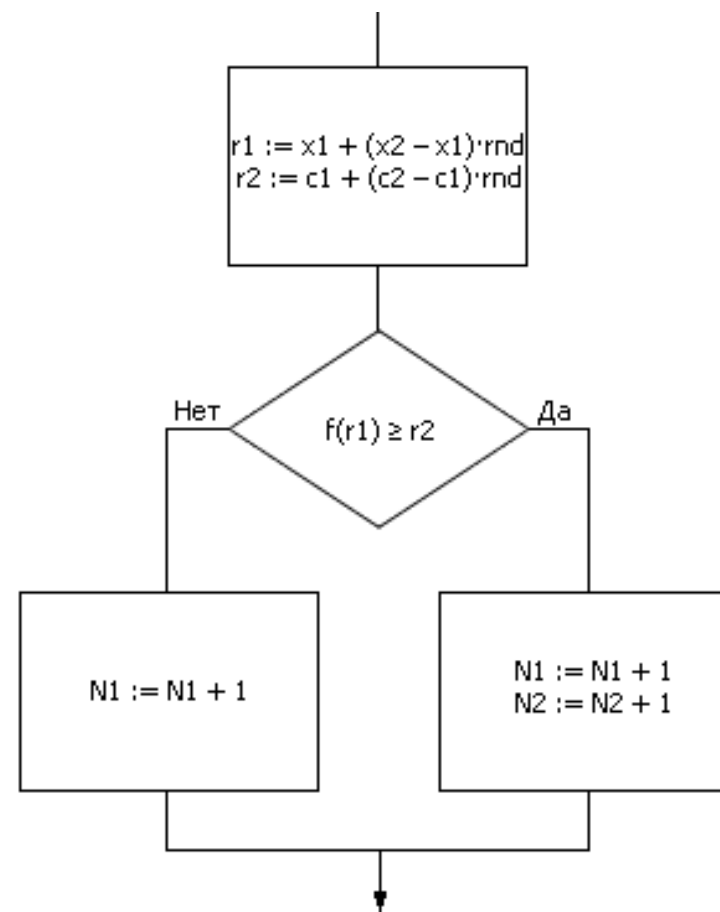 r1 := x1 + (x2 – x1)·rnd
r2 := c1 + (c2 – c1)·rnd
Нет
Да
f(r1) ≥ r2
N1 := N1 + 1
N1 := N1 + 1
N2 := N2 + 1